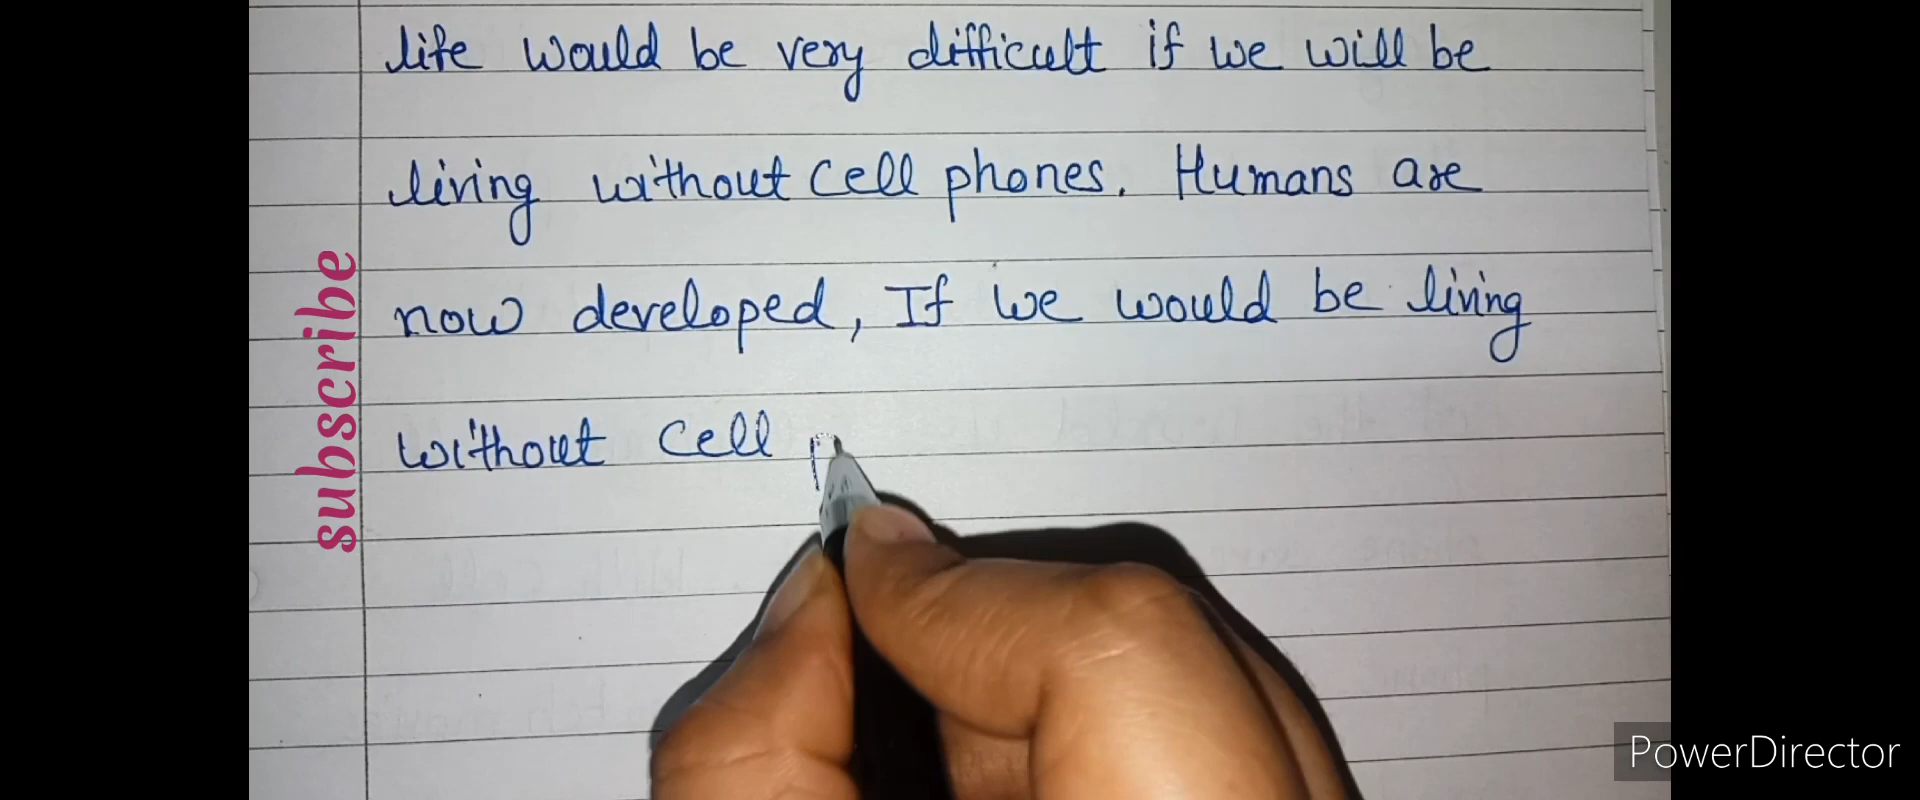 life would be very difficult if we will be
living without cell phones. Humans are
now developed, If we would be living
without cell p
subscribe
PowerDirector